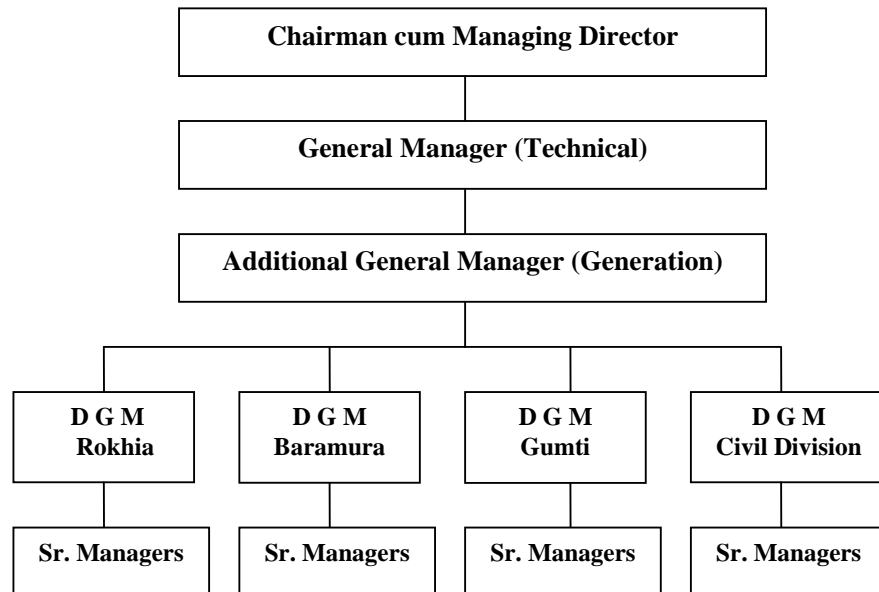 Chairman cum Managing Director
General Manager (Technical)
Additional General Manager (Generation)
D G M
Rokhia
D G M
Baramura
D G M
Gumti
D G M
Civil Division
Sr. Managers
Sr. Managers
Sr. Managers
Sr. Managers